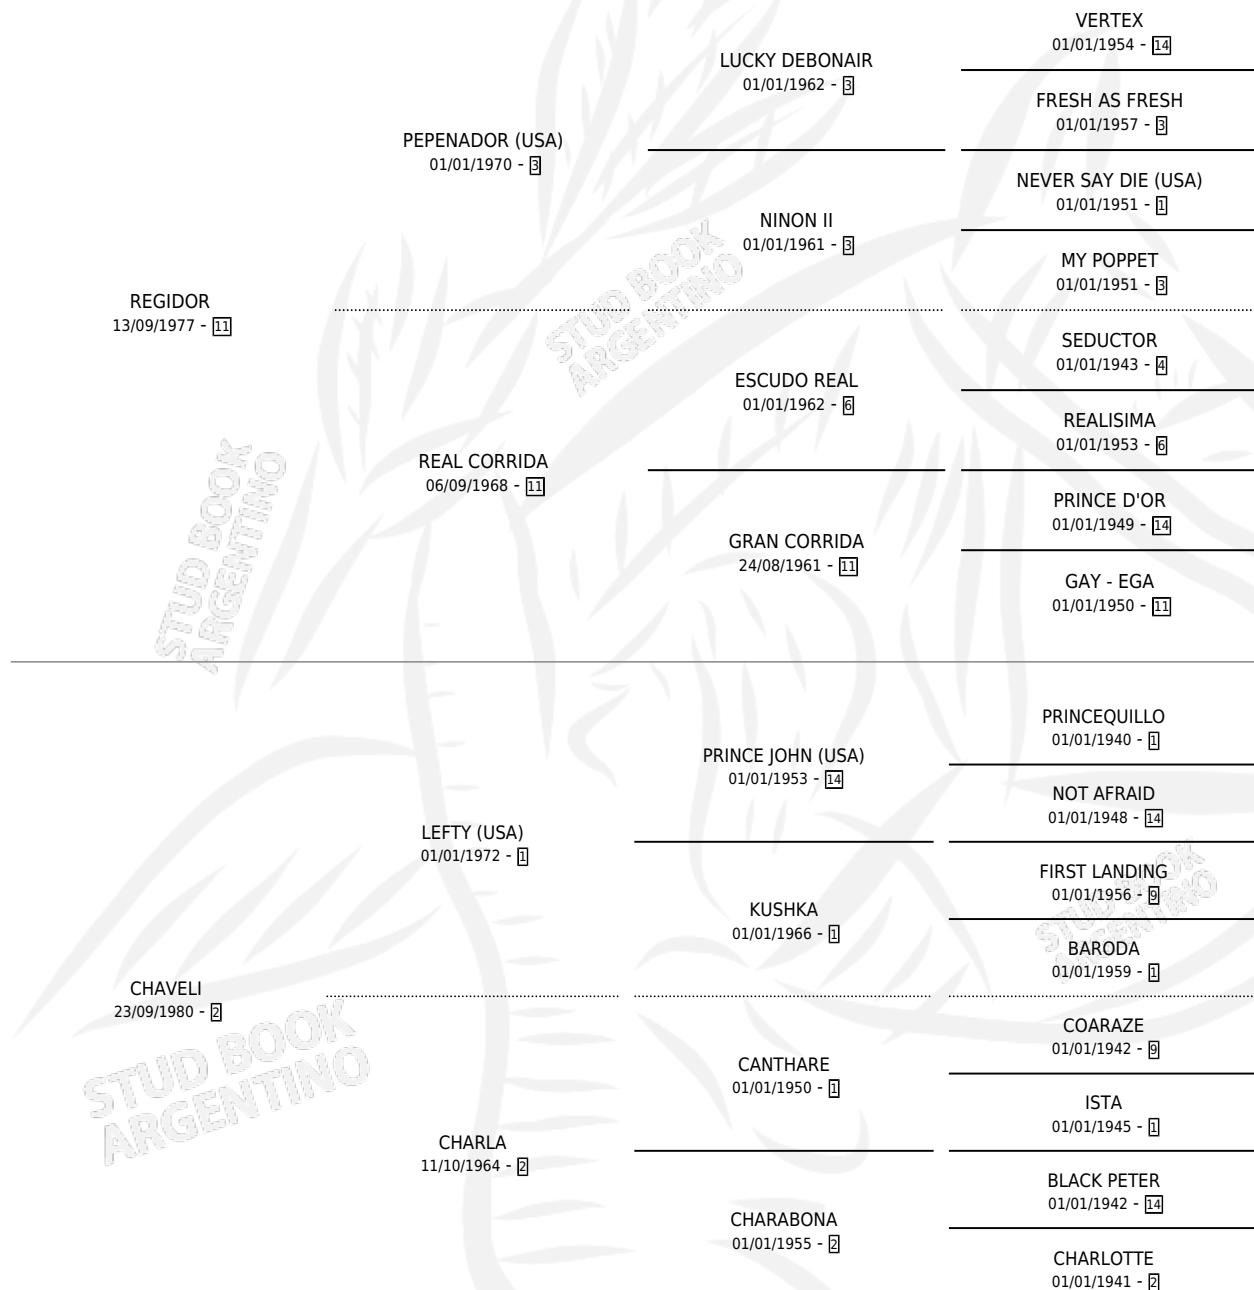 VERTEX
01/01/1954 - 14
LUCKY DEBONAIR
01/01/1962 - 3
FRESH AS FRESH
01/01/1957 - 3
PEPENADOR (USA)
01/01/1970 - 3
NEVER SAY DIE (USA)
01/01/1951 - 1
NINON II
01/01/1961 - 3
MY POPPET
01/01/1951 - 3
REGIDOR
13/09/1977 - 11
SEDUCTOR
01/01/1943 - 4
ESCUDO REAL
01/01/1962 - 6
REALISIMA
01/01/1953 - 6
REAL CORRIDA
06/09/1968 - 11
PRINCE D'OR
01/01/1949 - 14
GRAN CORRIDA
24/08/1961 - 11
GAY - EGA
01/01/1950 - 11
STUD BOOK
ARGENTINO
STUD BOOK
ARGENTINO
PRINCEQUILLO
01/01/1940 - 1
PRINCE JOHN (USA)
01/01/1953 - 14
NOT AFRAID
01/01/1948 - 14
LEFTY (USA)
01/01/1972 - 1
FIRST LANDING
01/01/1956 - 9
KUSHKA
01/01/1966 - 1
BARODA
01/01/1959 - 1
STUD BOOK
ARGENTINO
CHAVELI
23/09/1980 - 2
COARAZE
01/01/1942 - 9
CANTHARE
01/01/1950 - 1
ISTA
01/01/1945 - 1
STUD BOOK
ARGENTINO
CHARLA
11/10/1964 - 2
BLACK PETER
01/01/1942 - 14
CHARABONA
01/01/1955 - 2
CHARLOTTE
01/01/1941 - 2